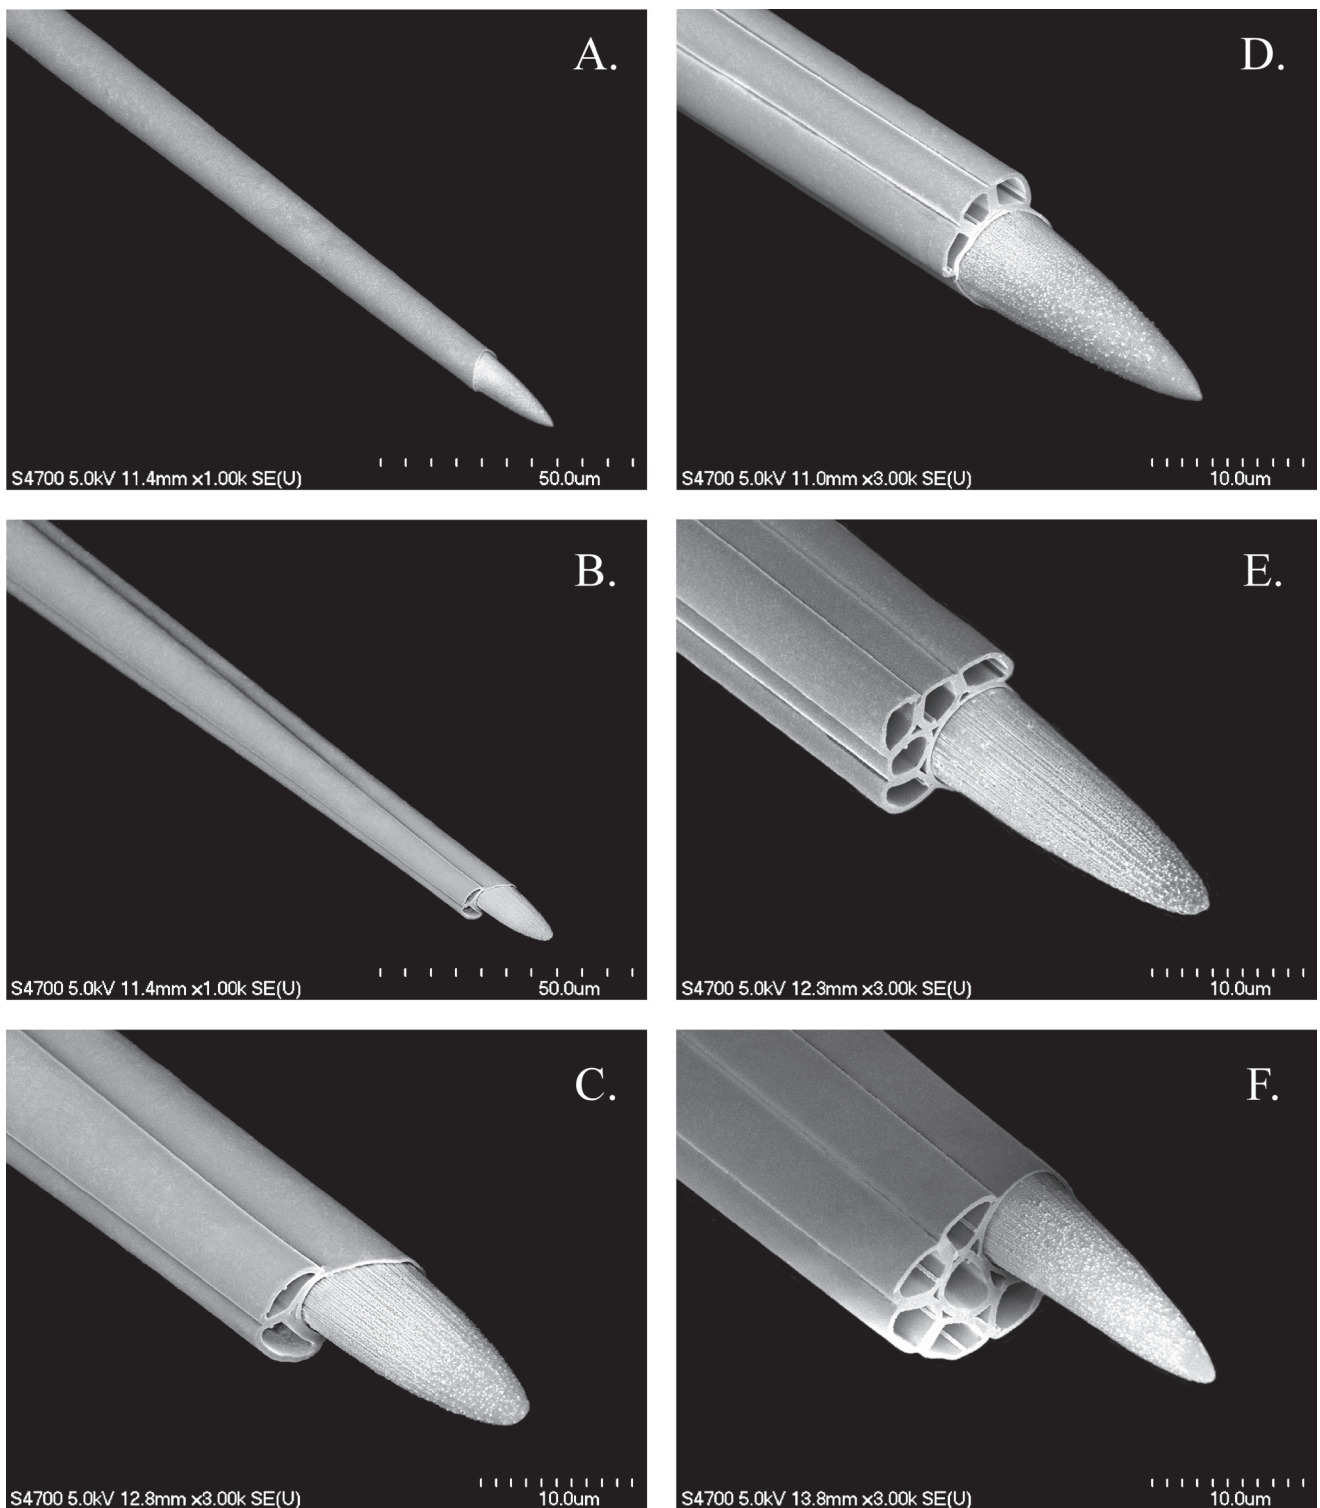 A.
S4700 5.0kV 11.4mm x1.00k SE(U)
50.0um
B.
S4700 5.0kV 11.4mm x1.00k SE(U)
50.0um
C.
S4700 5.0kV 12.8mm x3.00k SE(U)
10.0um
D.
S4700 5.0kV 11.0mm x3.00k SE(U)
10.0um
E.
S4700 5.0kV 12.3mm x3.00k SE(U)
10.0um
F.
S4700 5.0kV 13.8mm x3.00k SE(U)
10.0um